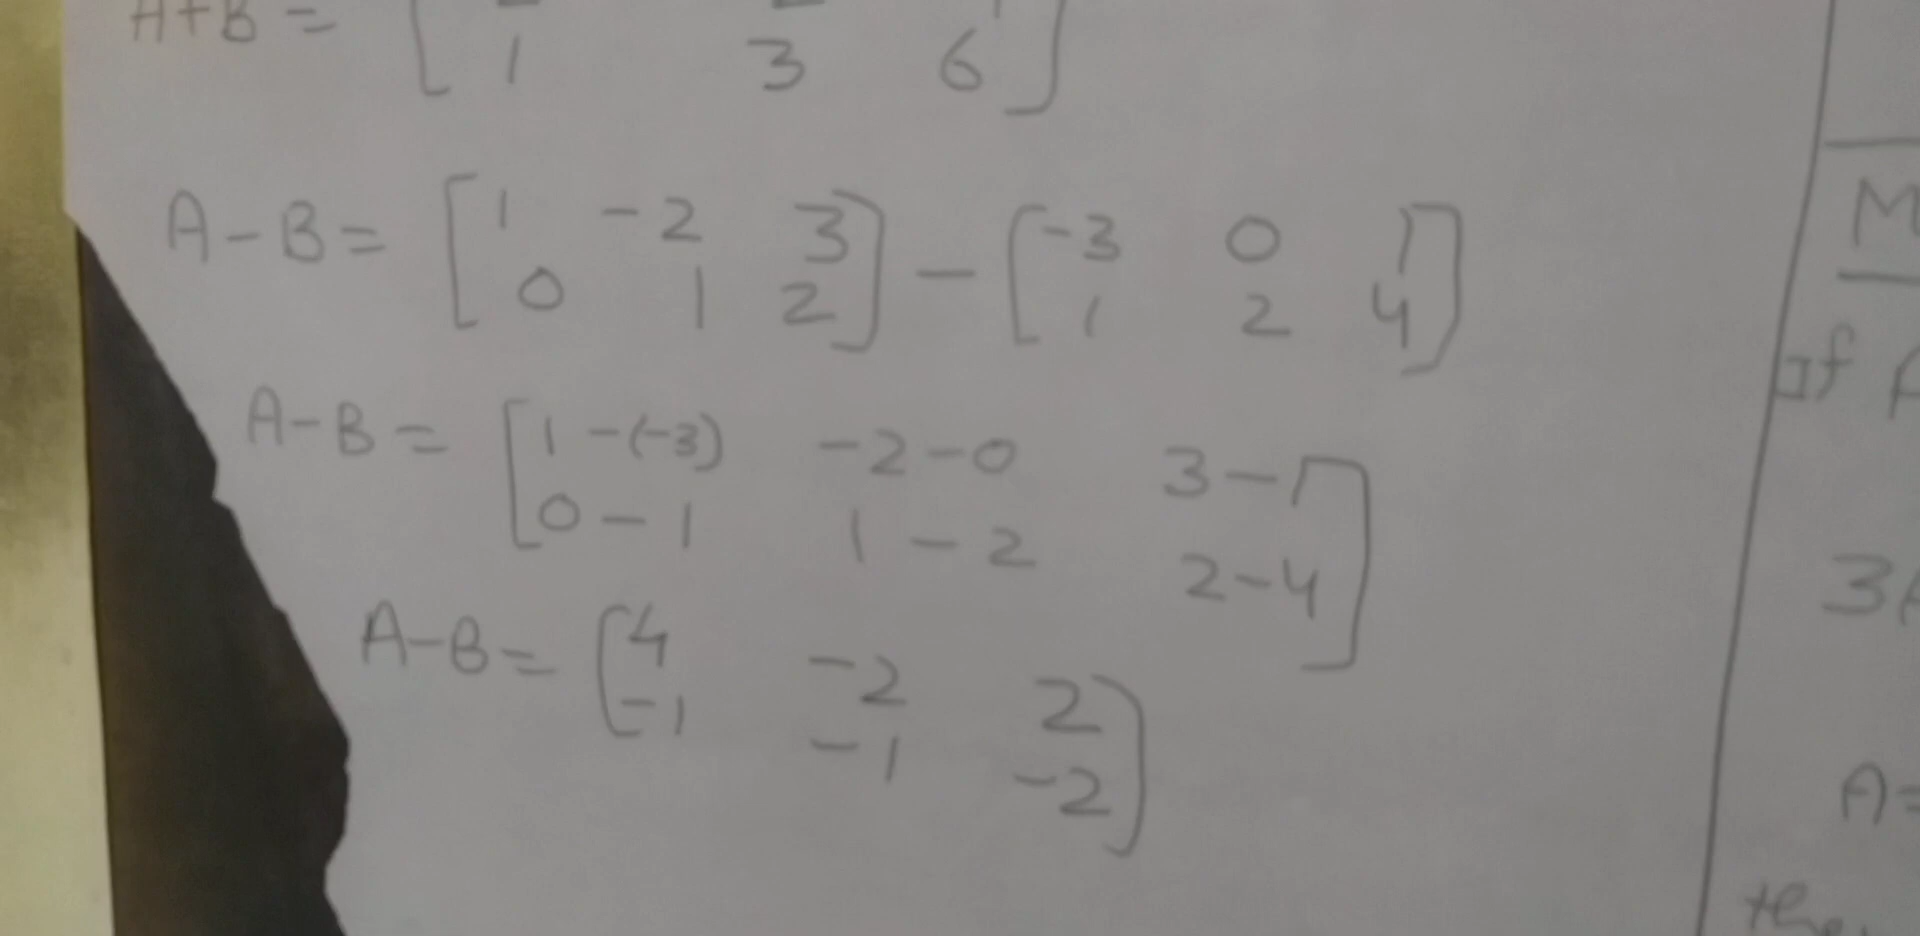 A+B =
1 3 6
A-B = [1 -2 3] - [-3 0 1]
[0 1 2] [1 2 4]
A-B = [1-(-3) -2-0 3-1]
[0-1 1-2 2-4]
A-B = [4 -2 2]
[-1 -1 -2]
M
If A
3A
A=
the